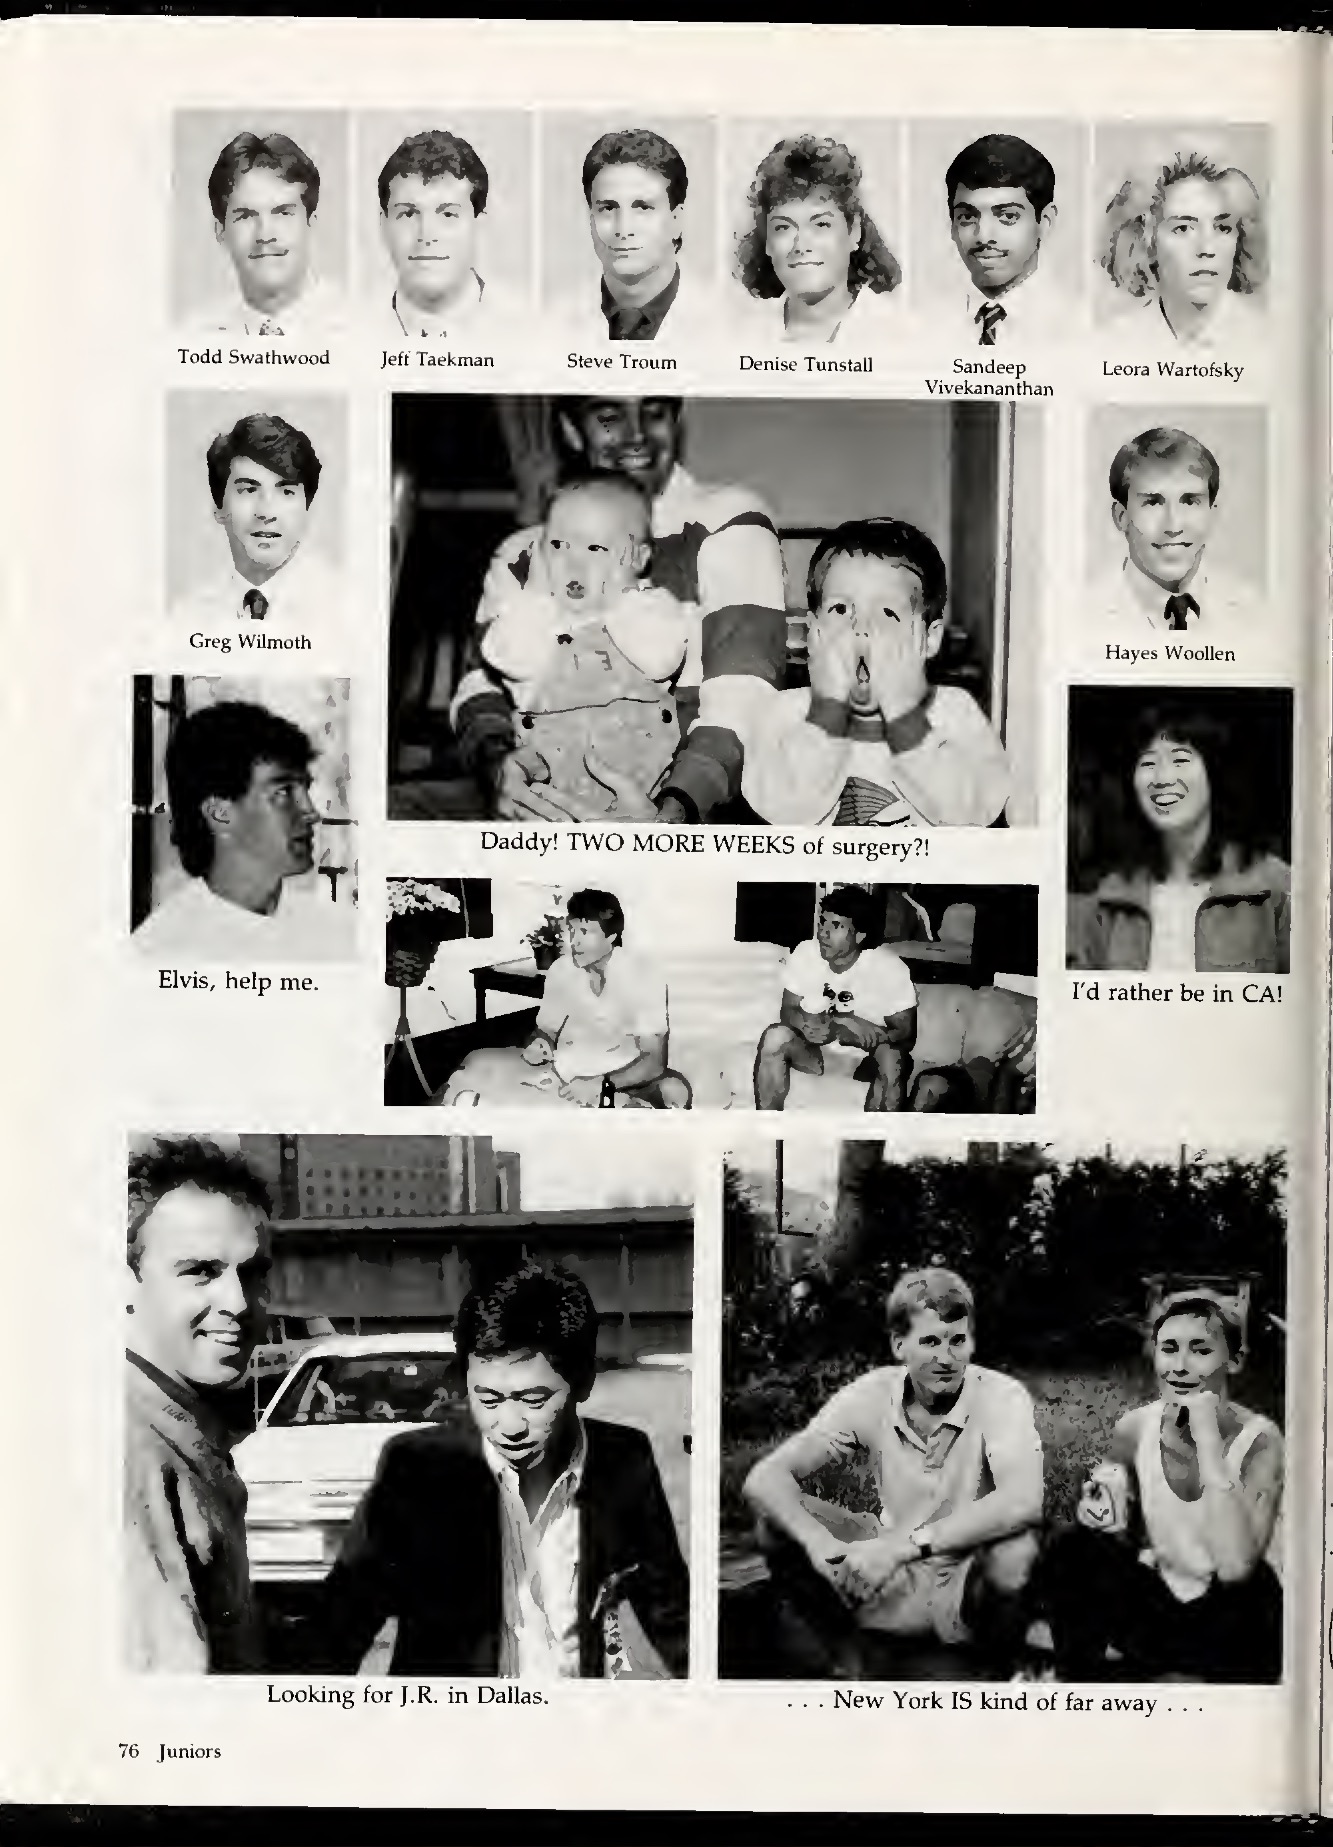 Todd Swathwood
Jeff Taekman
Steve Troum
Denise Tunstall
Sandeep
Vivekananthan
Leora Wartofsky
Greg Wilmoth
Hayes Woollen
Daddy! TWO MORE WEEKS of surgery?!
Elvis, help me.
I'd rather be in CA!
Looking for J.R. in Dallas.
. . . New York IS kind of far away . . .
76 Juniors